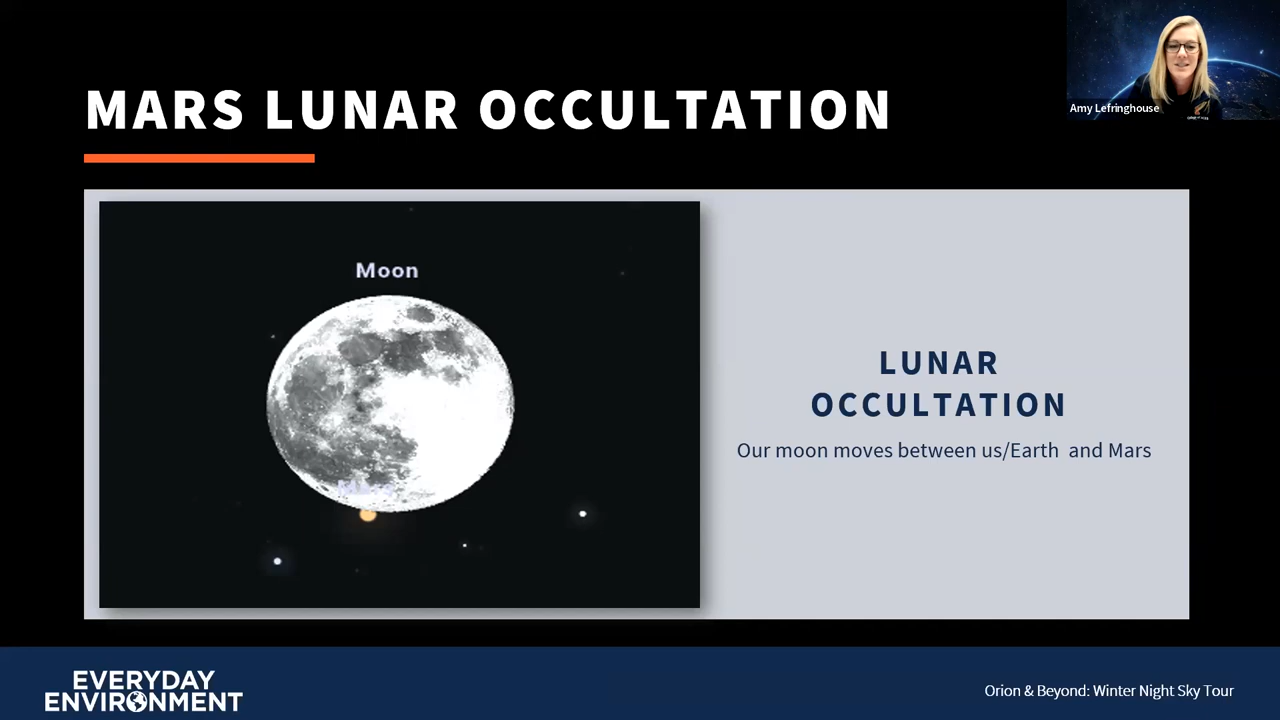 MARS LUNAR OCCULTATION
Amy Lefringhouse
Moon
LUNAR
OCCULTATION
Our moon moves between us/Earth and Mars
EVERYDAY
ENVIRONMENT
Orion & Beyond: Winter Night Sky Tour